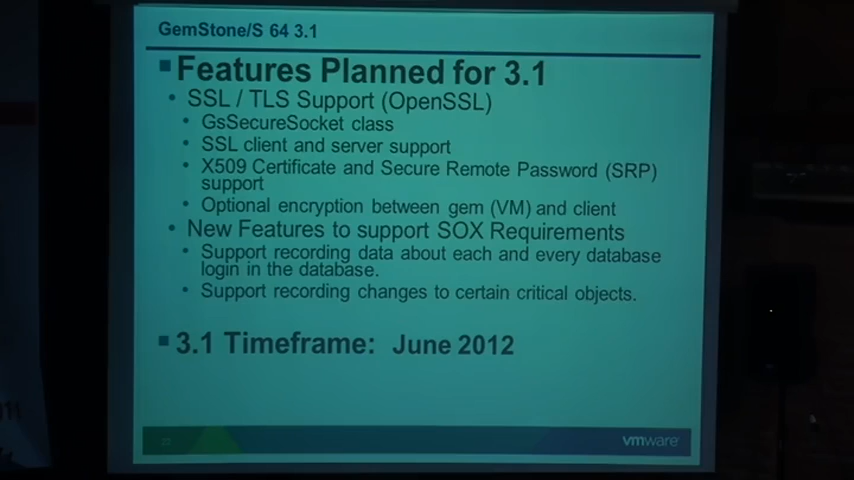 GemStone/S 64 3.1
Features Planned for 3.1
SSL / TLS Support (OpenSSL)
GsSecureSocket class
SSL client and server support
X509 Certificate and Secure Remote Password (SRP)
support
Optional encryption between gem (VM) and client
New Features to support SOX Requirements
Support recording data about each and every database
login in the database.
Support recording changes to certain critical objects.
3.1 Timeframe: June 2012
vmware